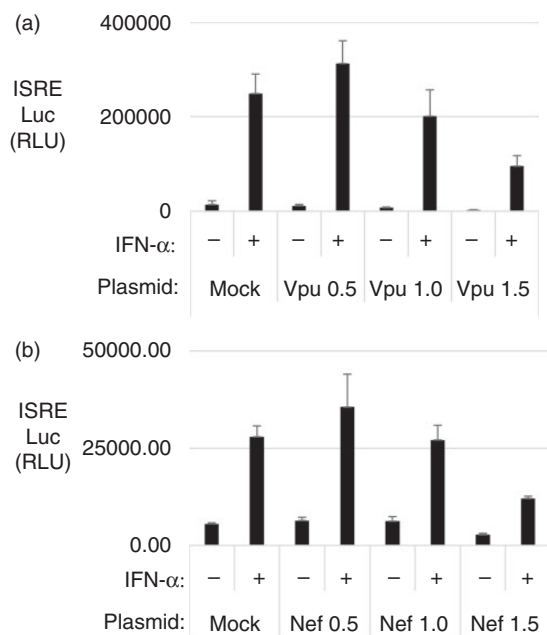 (a)
400000
200000
0
ISRE
Luc
(RLU)
IFN-α: – + – + – + – +
Plasmid: Mock Vpu 0.5 Vpu 1.0 Vpu 1.5
(b)
50000.00
25000.00
0.00
ISRE
Luc
(RLU)
IFN-α: – + – + – + – +
Plasmid: Mock Nef 0.5 Nef 1.0 Nef 1.5